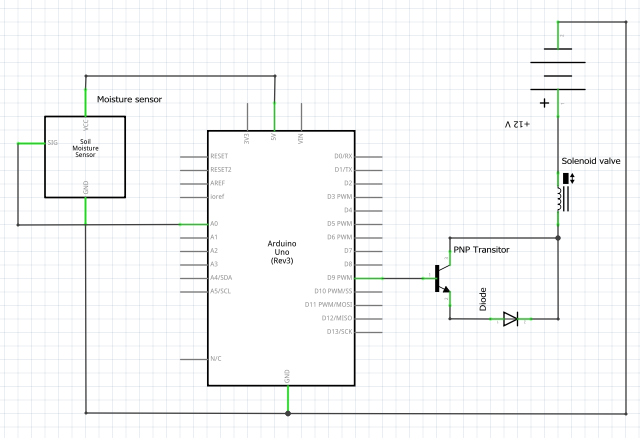 +12 V
Moisture sensor
VCC
SIG
Soil
Moisture
Sensor
GND
3V3
5V
VIN
RESET
RESET2
AREF
ioref
A0
A1
A2
A3
A4/SDA
A5/SCL
N/C
Arduino
Uno
(Rev3)
D0/RX
D1/TX
D2
D3 PWM
D4
D5 PWM
D6 PWM
D7
D8
D9 PWM
D10 PWM/SS
D11 PWM/MOSI
D12/MISO
D13/SCK
GND
Solenoid valve
PNP Transitor
Diode